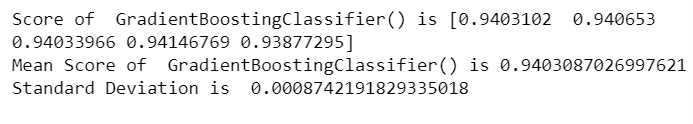 Score of  GradientBoostingClassifier() is [0.9403102  0.940653
0.94033966 0.94146769 0.93877295]
Mean Score of  GradientBoostingClassifier() is 0.9403087026997621
Standard Deviation is  0.0008742191829335018